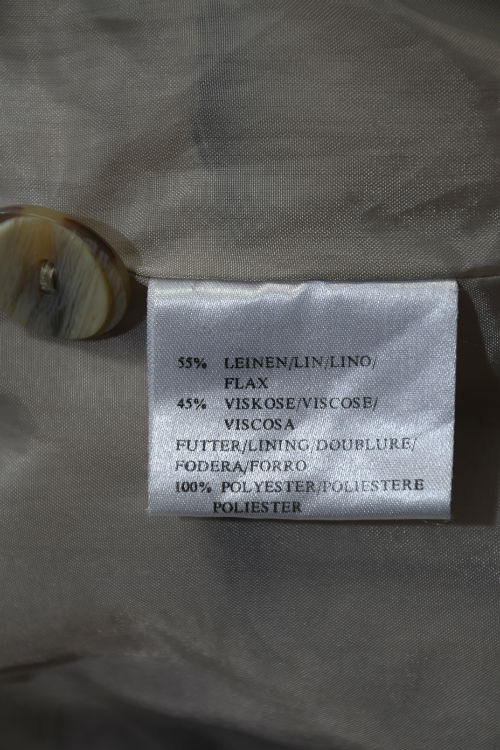 55% LEINEN/LIN/LINO/
FLAX
45% VISKOSE/VISCOSE/
VISCOSA
FUTTER/LINING/DOUBLURE/
FODERA/FORRO
100% POLYESTER/POLIESTERE
POLIESTER